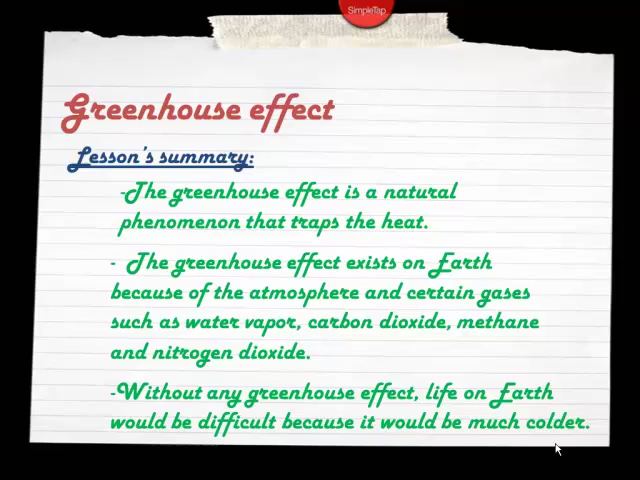 SimpleTap
Greenhouse effect
Lesson's summary:
-The greenhouse effect is a natural
phenomenon that traps the heat.
- The greenhouse effect exists on Earth
because of the atmosphere and certain gases
such as water vapor, carbon dioxide, methane
and nitrogen dioxide.
-Without any greenhouse effect, life on Earth
would be difficult because it would be much colder.